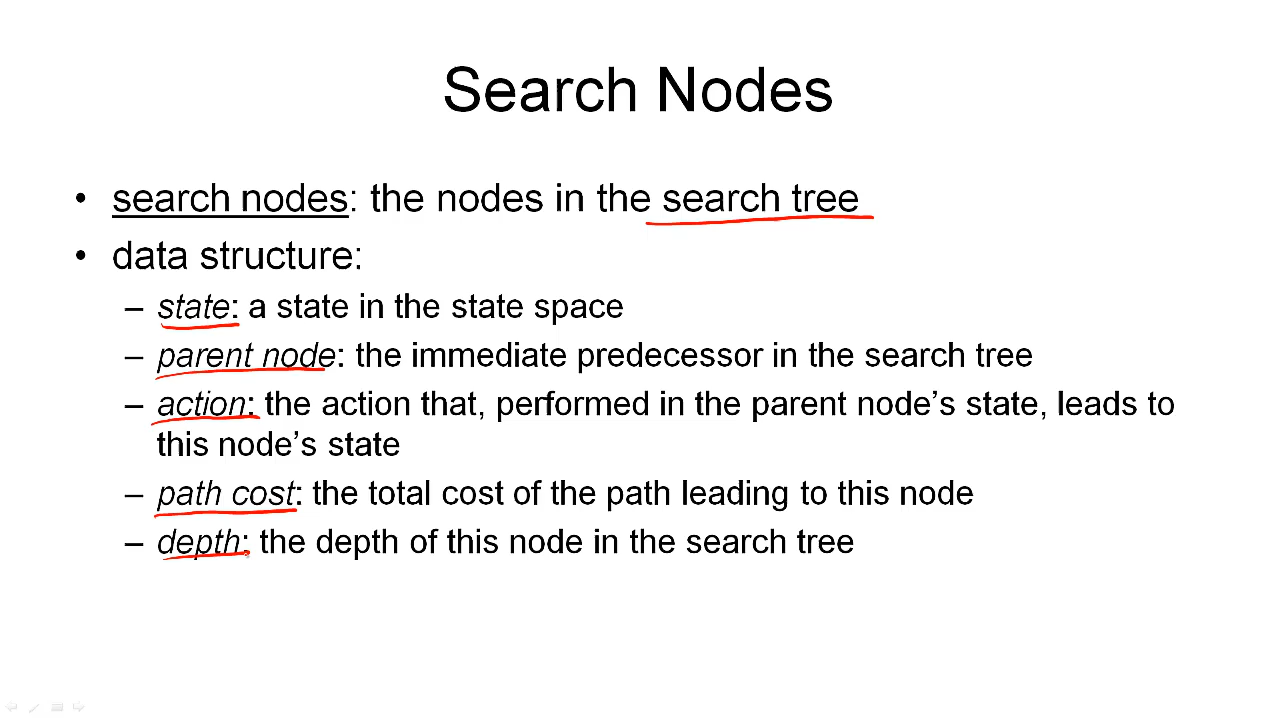 Search Nodes
• search nodes: the nodes in the search tree
• data structure:
– state: a state in the state space
– parent node: the immediate predecessor in the search tree
– action: the action that, performed in the parent node’s state, leads to
this node’s state
– path cost: the total cost of the path leading to this node
– depth: the depth of this node in the search tree